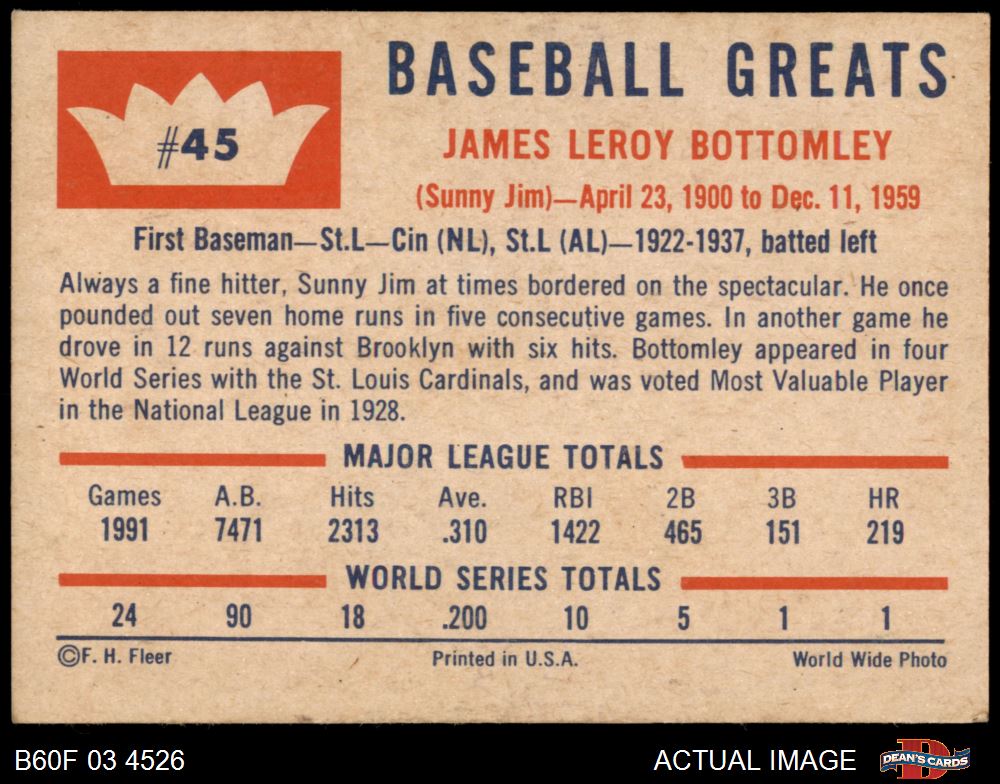 #45
BASEBALL GREATS
JAMES LEROY BOTTOMLEY
(Sunny Jim)—April 23, 1900 to Dec. 11, 1959
First Baseman—St.L—Cin (NL), St.L (AL)—1922-1937, batted left
Always a fine hitter, Sunny Jim at times bordered on the spectacular. He once
pounded out seven home runs in five consecutive games. In another game he
drove in 12 runs against Brooklyn with six hits. Bottomley appeared in four
World Series with the St. Louis Cardinals, and was voted Most Valuable Player
in the National League in 1928.
MAJOR LEAGUE TOTALS
Games A.B. Hits Ave. RBI 2B 3B HR
1991 7471 2313 .310 1422 465 151 219
WORLD SERIES TOTALS
24 90 18 .200 10 5 1 1
©F. H. Fleer Printed in U.S.A. World Wide Photo
B60F 03 4526 ACTUAL IMAGE DEAN'S CARDS